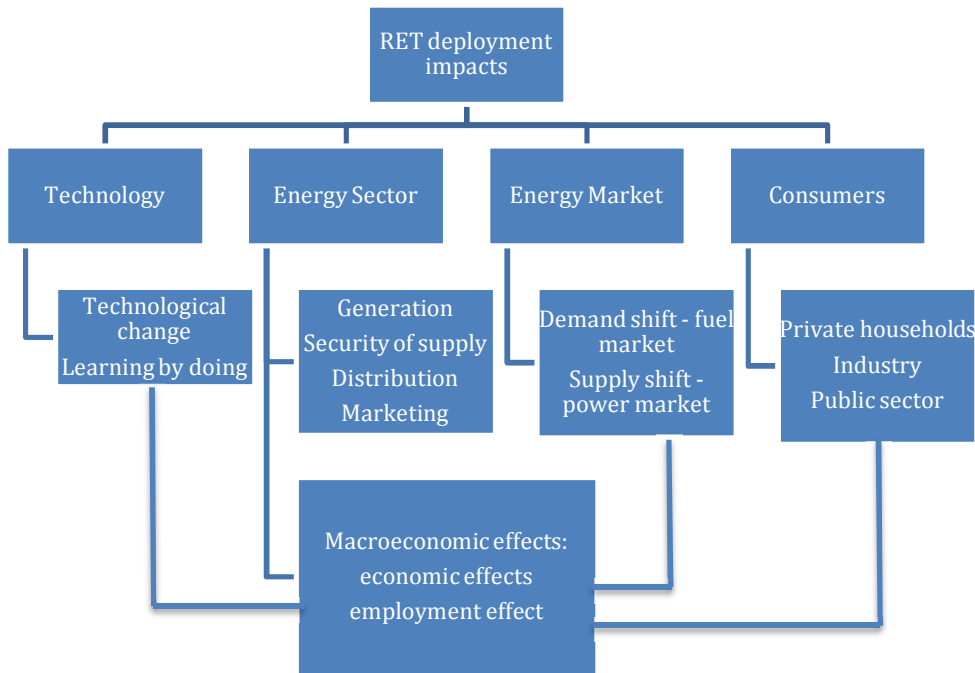 RET deployment
impacts
Technology
Energy Sector
Energy Market
Consumers
Technological
change
Learning by doing
Generation
Security of supply
Distribution
Marketing
Demand shift - fuel
market
Supply shift -
power market
Private households
Industry
Public sector
Macroeconomic effects:
economic effects
employment effect